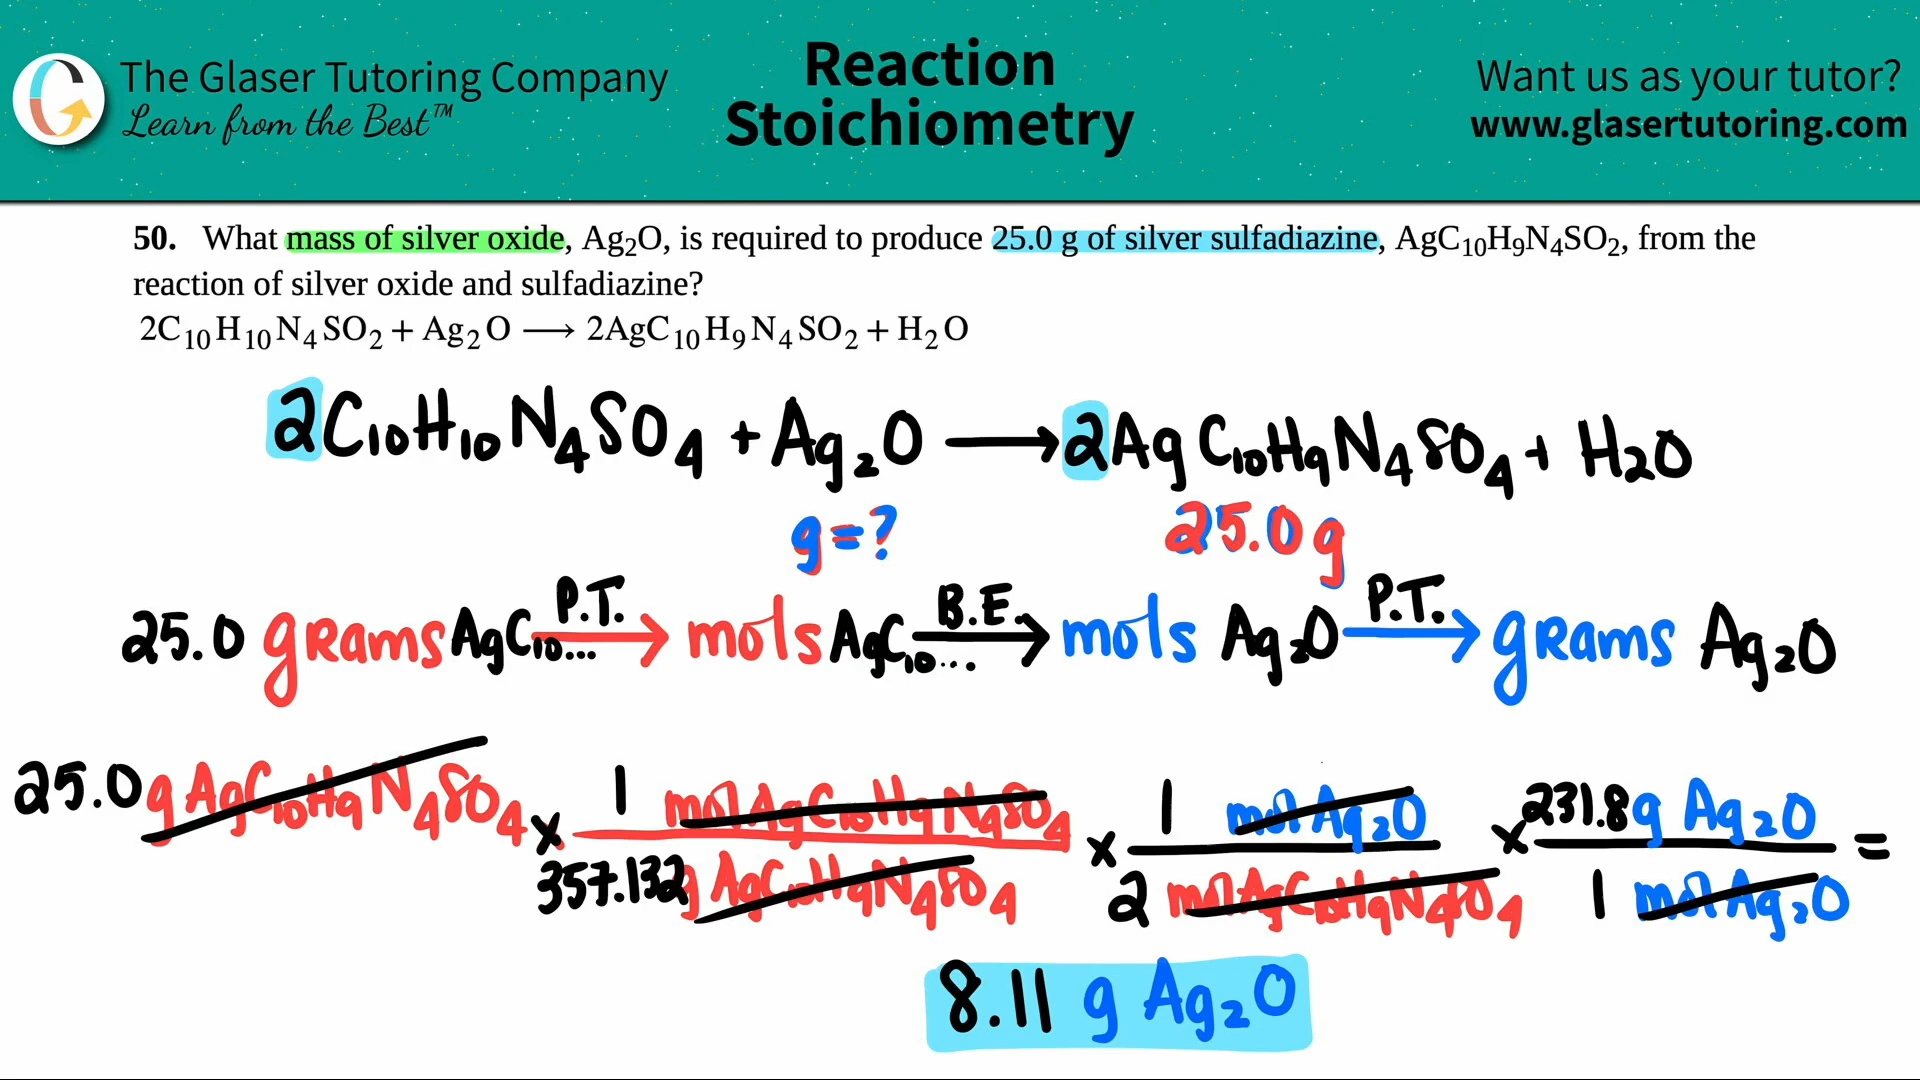 The Glaser Tutoring Company
Learn from the Best™
Reaction
Stoichiometry
Want us as your tutor?
www.glasertutoring.com
50. What mass of silver oxide, Ag₂O, is required to produce 25.0 g of silver sulfadiazine, AgC₁₀H₉N₄SO₂, from the
reaction of silver oxide and sulfadiazine?
2C₁₀H₁₀N₄SO₂ + Ag₂O ⟶ 2AgC₁₀H₉N₄SO₂ + H₂O
2C₁₀H₁₀N₄SO₄ + Ag₂O ⟶ 2AgC₁₀H₉N₄SO₄ + H₂O
g=? 25.0g
P.T. B.E. P.T.
25.0 grams AgC₁₀... → mols AgC₁₀... → mols Ag₂O → grams Ag₂O
25.0g AgC₁₀H₉N₄SO₄ × 1 mol AgC₁₀H₉N₄SO₄ × 1 mol Ag₂O × 231.8g Ag₂O =
357.132g AgC₁₀H₉N₄SO₄ 2 mol AgC₁₀H₉N₄SO₄ 1 mol Ag₂O
8.11 g Ag₂O